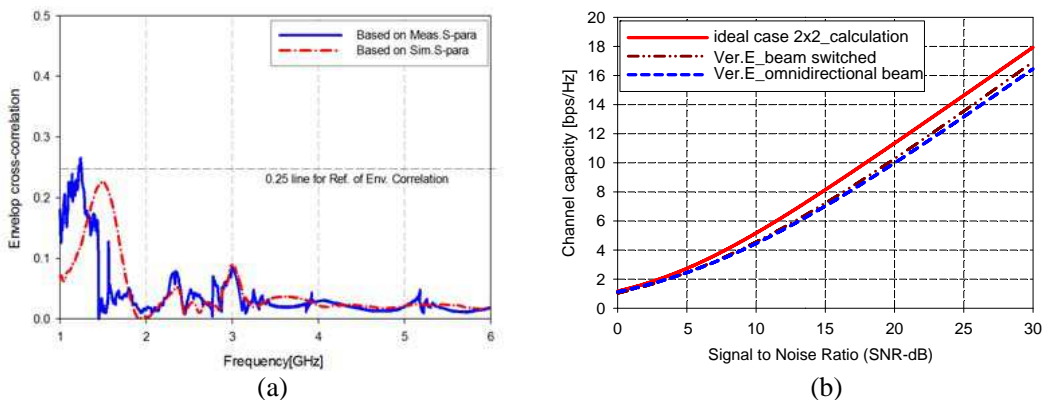 0.5
0.4
0.3
0.2
0.1
0.0
Envelop cross-correlation
Based on Meas.S-para
Based on Sim.S-para
0.25 line for Ref. of Env. Correlation
1 2 3 4 5 6
Frequency[GHz]
(a)
20
18
16
14
12
10
8
6
4
2
0
Channel capacity [bps/Hz]
ideal case 2x2_calculation
Ver.E_beam switched
Ver.E_omnidirectional beam
0 5 10 15 20 25 30
Signal to Noise Ratio (SNR-dB)
(b)